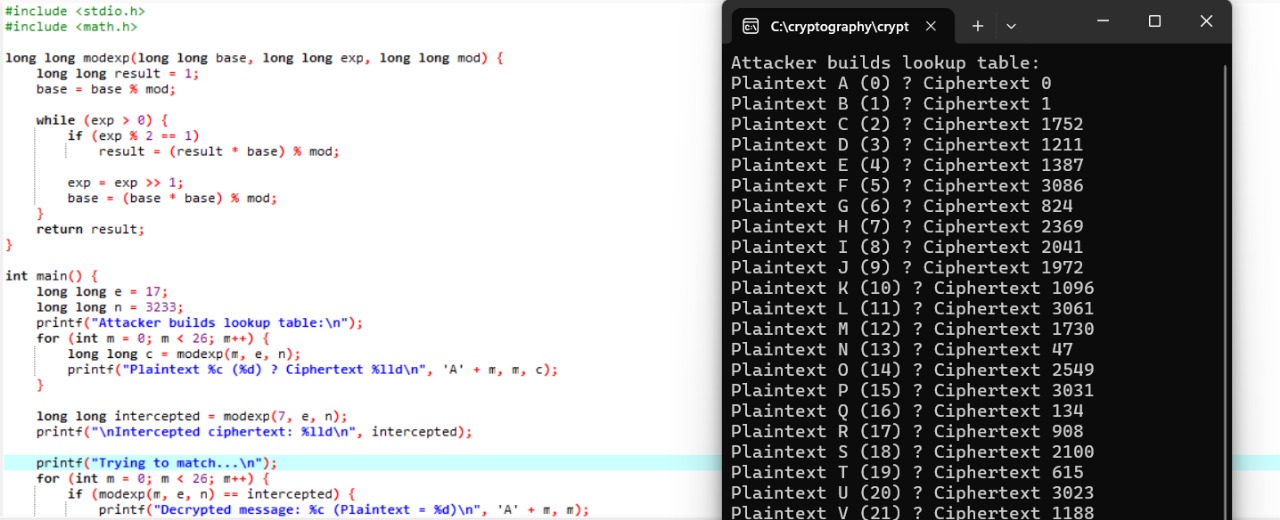 #include <stdio.h>
#include <math.h>
long long modexp(long long base, long long exp, long long mod) {
long long result = 1;
base = base % mod;
while (exp > 0) {
if (exp % 2 == 1)
result = (result * base) % mod;
exp = exp >> 1;
base = (base * base) % mod;
}
return result;
}
int main() {
long long e = 17;
long long n = 3233;
printf("Attacker builds lookup table:\n");
for (int m = 0; m < 26; m++) {
long long c = modexp(m, e, n);
printf("Plaintext %c (%d) ? Ciphertext %lld\n", 'A' + m, m, c);
}
long long intercepted = modexp(7, e, n);
printf("\nIntercepted ciphertext: %lld\n", intercepted);
printf("Trying to match...\n");
for (int m = 0; m < 26; m++) {
if (modexp(m, e, n) == intercepted) {
printf("Decrypted message: %c (Plaintext = %d)\n", 'A' + m, m);
C:\cryptography\crypt
Attacker builds lookup table:
Plaintext A (0) ? Ciphertext 0
Plaintext B (1) ? Ciphertext 1
Plaintext C (2) ? Ciphertext 1752
Plaintext D (3) ? Ciphertext 1211
Plaintext E (4) ? Ciphertext 1387
Plaintext F (5) ? Ciphertext 3086
Plaintext G (6) ? Ciphertext 824
Plaintext H (7) ? Ciphertext 2369
Plaintext I (8) ? Ciphertext 2041
Plaintext J (9) ? Ciphertext 1972
Plaintext K (10) ? Ciphertext 1096
Plaintext L (11) ? Ciphertext 3061
Plaintext M (12) ? Ciphertext 1730
Plaintext N (13) ? Ciphertext 47
Plaintext O (14) ? Ciphertext 2549
Plaintext P (15) ? Ciphertext 3031
Plaintext Q (16) ? Ciphertext 134
Plaintext R (17) ? Ciphertext 908
Plaintext S (18) ? Ciphertext 2100
Plaintext T (19) ? Ciphertext 615
Plaintext U (20) ? Ciphertext 3023
Plaintext V (21) ? Ciphertext 1188